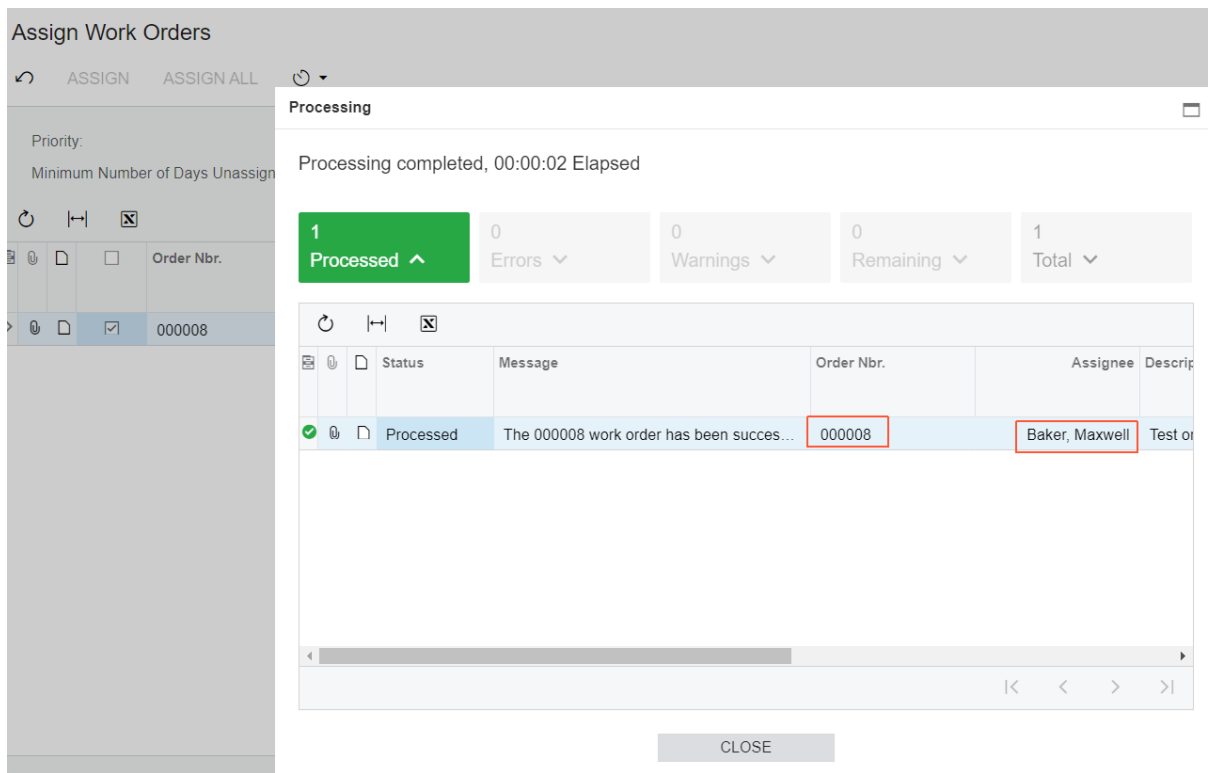 Assign Work Orders
ASSIGN ASSIGN ALL
Processing
Priority:
Minimum Number of Days Unassign
Processing completed, 00:00:02 Elapsed
1 0 0 0 1
Processed Errors Warnings Remaining Total
Order Nbr.
000008
Status Message Order Nbr. Assignee Descrip
Processed The 000008 work order has been succes... 000008 Baker, Maxwell Test or
CLOSE